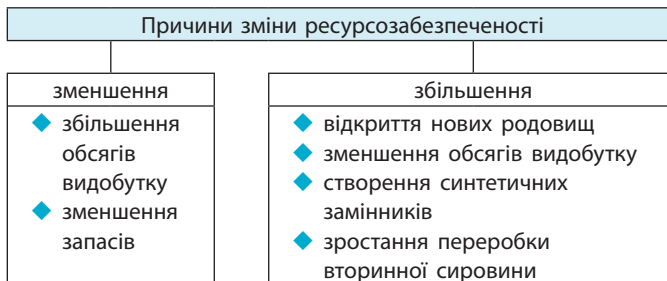 Причини зміни ресурсозабезпеченості
зменшення
збільшення
обсягів
видобутку
зменшення
запасів
збільшення
відкриття нових родовищ
зменшення обсягів видобутку
створення синтетичних
замінників
зростання переробки
вторинної сировини